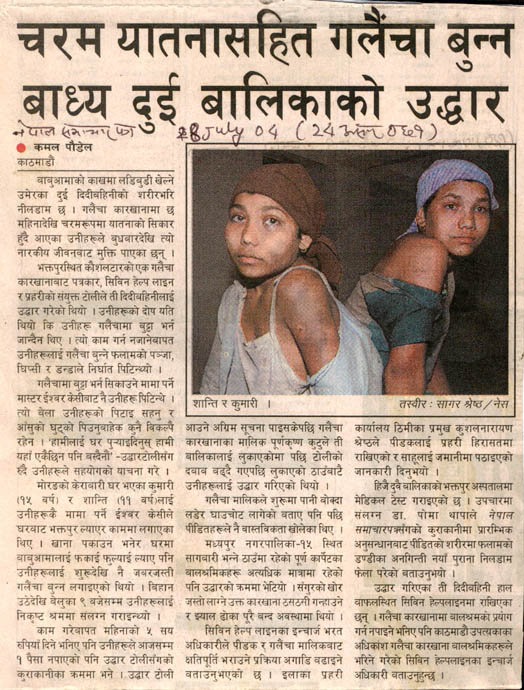 चरम यातनासहित गलैंचा बुन्न
बाध्य दुई बालिकाको उद्धार
नेपाल समाचारपत्र 28 July 04 (24
कमल पौडेल
काठमाडौं
बाबुआमाको काखमा लडिबुडी खेल्ने
उमेरका दुई दिदीबहिनीको शरीरभरि
नीलडाम छ । गलैंचा कारखानामा छ
महिनादेखि चरमरूपमा यातनाको सिकार
हुँदै आएका उनीहरूले बुधबारदेखि त्यो
नारकीय जीवनबाट मुक्ति पाएका छन् ।
भक्तपुरस्थित कौशलटारको एक गलैंचा
कारखानाबाट पत्रकार, सिविन हेल्प लाइन
र प्रहरीको संयुक्त टोलीले ती दिदीबहिनीलाई
उद्धार गरेको थियो । उनीहरूको दोष यति
थियो कि उनीहरू गलैंचामा बुट्टा भर्न
जान्दैन थिए । त्यो काम गर्न नजानेबापत
उनीहरूलाई गलैंचा बुन्ने फलामको पञ्जा,
घिप्सी र डन्डाले निर्घात पिटिन्थ्यो ।
गलैंचामा बुट्टा भर्न सिकाउने मामा पर्ने
मास्टर ईश्वर केसीबाट नै उनीहरू पिटिन्थे ।
त्यो बेला उनीहरूको पिटाइ सहनु र
आँसुको घुट्को पिउनुबाहेक कुनै विकल्पै
रहेन । 'हामीलाई घर पुऱ्याइदिनुस् हामी
यहाँ एकैछिन पनि बस्दैनौं' -उद्धारटोलीसँग
रुँदै उनीहरूले सहयोगको याचना गरे ।
मोरङको केराबारी घर भएका कुमारी
(१५ वर्ष) र शान्ति (११ वर्ष)लाई
उनीहरूकै मामा पर्ने ईश्वर केसीले
घरबाट भक्तपुर ल्याएर काममा लगाएका
थिए । खाना पकाउन भनेर घरमा
बाबुआमालाई फकाई फुल्याई ल्याए पनि
उनीहरूलाई शुरूदेखि नै जबरजस्ती
गलैंचा बुन्न लगाइएको थियो । बिहान
उठेदेखि बेलुका ९ बजेसम्म उनीहरूलाई
निकृष्ट श्रममा संलग्न गराइन्थ्यो ।
काम गरेवापत महिनाको ५ सय
रुपियाँ दिने भनिए पनि उनीहरूले आजसम्म
१ पैसा नपाएको पनि उद्धार टोलीसँगको
कुराकानीका क्रममा भने । उद्धार टोली
शान्ति र कुमारी ।
तस्वीर : सागर श्रेष्ठ/नेस
आउने अग्रिम सूचना पाइसकेपछि गलैंचा
कारखानाका मालिक पूर्णकृष्ण कुटुले ती
बालिकालाई लुकाएकोमा पछि टोलीको
दबाब बढ्दै गएपछि लुकाएको ठाउँबाटै
उनीहरूलाई उद्धार गरिएको थियो ।
गलैंचा मालिकले शुरूमा पानी बोक्दा
लडेर घाउचोट लागेको बताए पनि पछि
पीडितहरूले नै वास्तविकता खोलेका थिए ।
मध्यपुर नगरपालिका-१५ स्थित
सागबारी भन्ने ठाउँमा रहेको पूर्ण कार्पेटका
बालश्रमिकहरू अत्यधिक मात्रामा रहेको
पनि उद्धारको क्रममा भेटियो । सुँगुरको खोर
जस्तो लाग्ने उक्त कारखाना ठसठसी गन्हाउने
र झ्याल ढोका पूरै बन्द अवस्थामा थियो ।
सिविन हेल्प लाइनका इन्चार्ज भरत
अधिकारीले पीडक र गलैंचा मालिकबाट
क्षतिपूर्ति भराउने प्रक्रिया अगाडि बढाइने
बताउनुभएको छ । इलाका प्रहरी
कार्यालय ठिमीका प्रमुख कुशलनारायण
श्रेष्ठले पीडकलाई प्रहरी हिरासतमा
राखिएको र साहूलाई जमानीमा पठाइएको
जानकारी दिनुभयो ।
हिजै दुवै बालिकाको भक्तपुर अस्पतालमा
मेडिकल टेस्ट गराइएको छ । उपचारमा
संलग्न डा. पोमा थापाले नेपाल
समाचारपत्रसँगको कुराकानीमा प्रारम्भिक
अनुसन्धानबाट पीडितको शरीरमा फलामको
डण्डीका अनगिन्ती नयाँ पुराना निलडाम
फेला परेको बताउनुभयो ।
उद्धार गरिएका ती दिदीबहिनी हाल
बाफलस्थित सिविन हेल्पलाइनमा राखिएका
छन् । गलैंचा कारखानामा बालश्रमको प्रयोग
गर्न नपाइने भनिए पनि काठमाडौं उपत्यकाका
अधिकांश गलैंचा कारखाना बालश्रमिकहरूले
भरिने गरेको सिविन हेल्पलाइनका इन्चार्ज
अधिकारी बताउनुहुन्छ ।